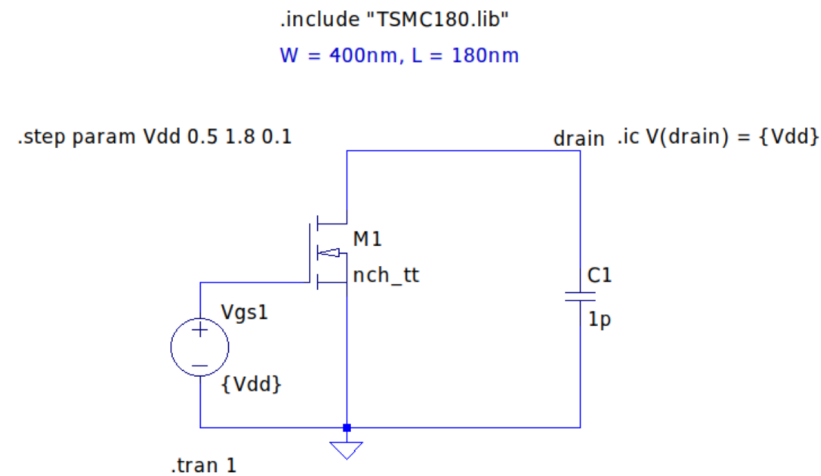 .include "TSMC180.lib"
W = 400nm, L = 180nm
.step param Vdd 0.5 1.8 0.1
drain .ic V(drain) = {Vdd}
M1
nch_tt
C1
1p
Vgs1
+
−
{Vdd}
.tran 1